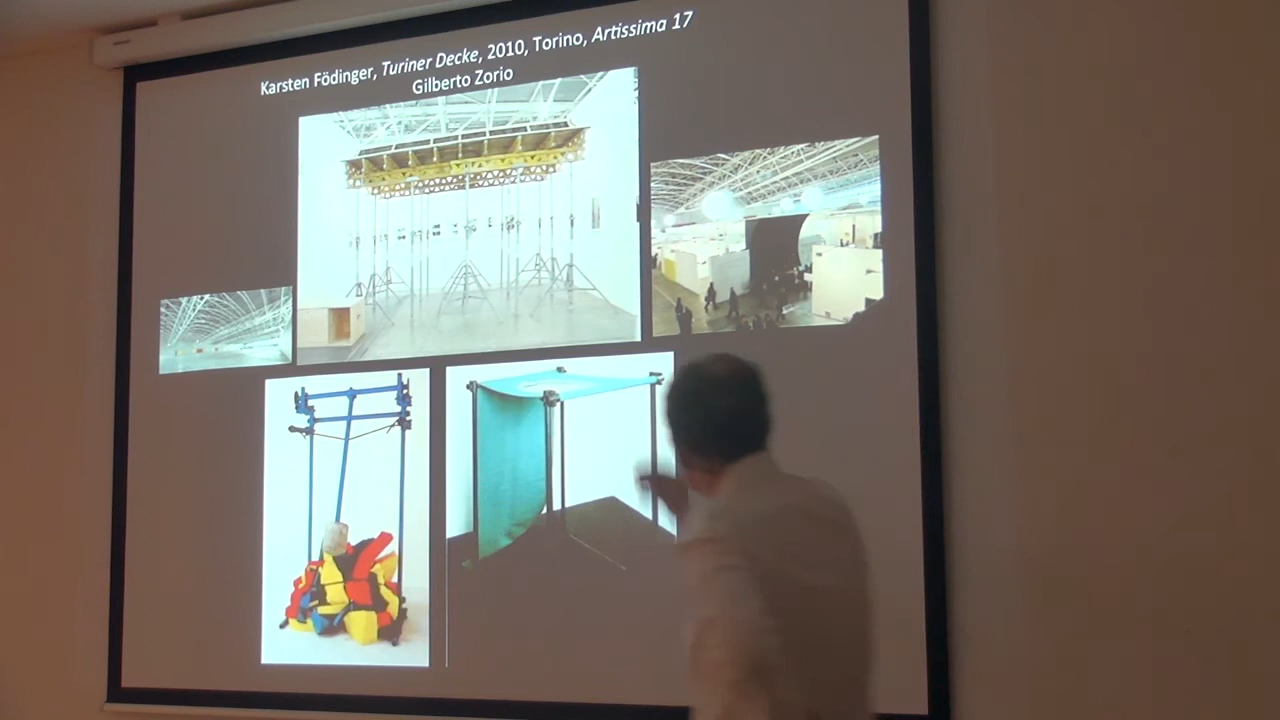 Karsten Födinger, Turiner Decke, 2010, Torino, Artissima 17
Gilberto Zorio